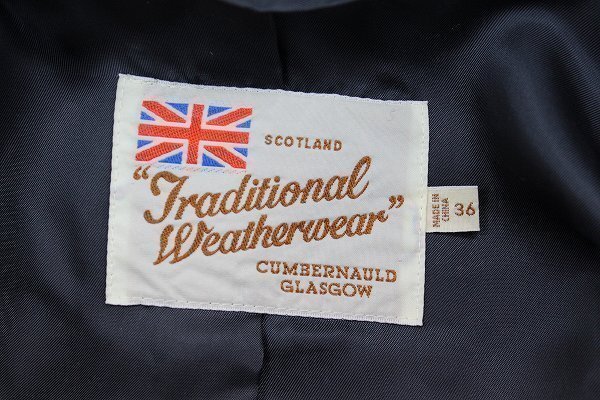 SCOTLAND
"Traditional
Weatherwear"
CUMBERNAULD
GLASGOW
MADE IN
CHINA
36